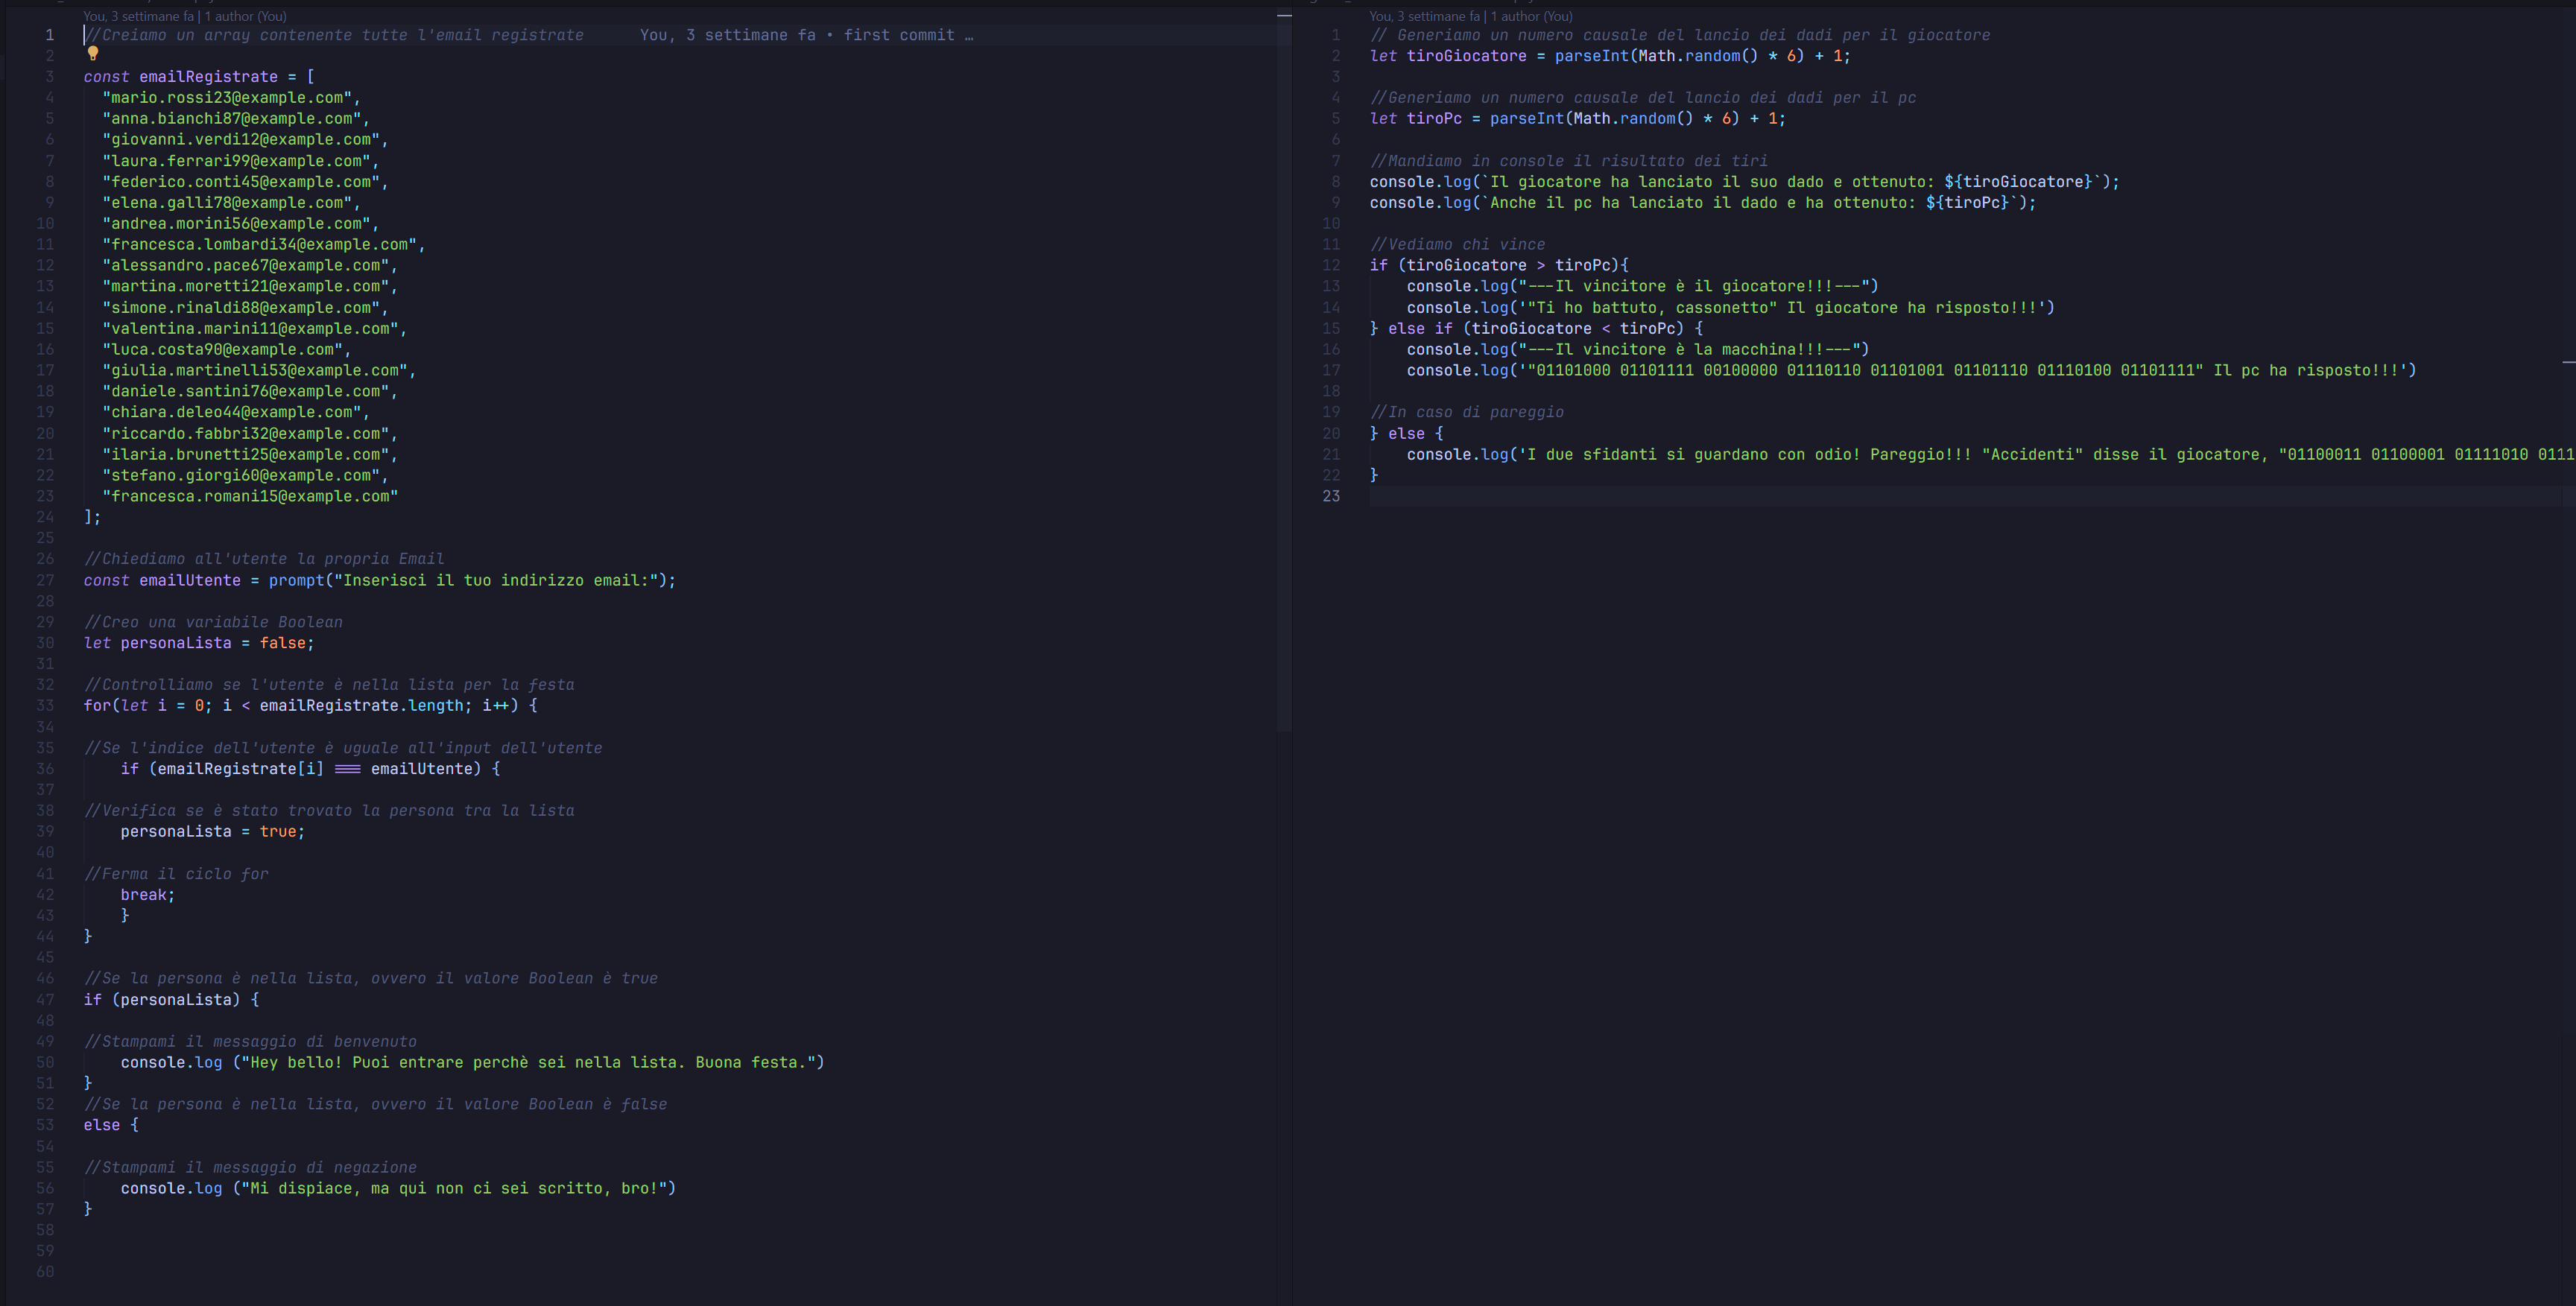 You, 3 settimane fa | 1 author (You)
1 //Creiamo un array contenente tutte l'email registrate You, 3 settimane fa • first commit …
2
3 const emailRegistrate = [
4 "mario.rossi23@example.com",
5 "anna.bianchi87@example.com",
6 "giovanni.verdi12@example.com",
7 "laura.ferrari99@example.com",
8 "federico.conti45@example.com",
9 "elena.galli78@example.com",
10 "andrea.morini56@example.com",
11 "francesca.lombardi34@example.com",
12 "alessandro.pace67@example.com",
13 "martina.moretti21@example.com",
14 "simone.rinaldi88@example.com",
15 "valentina.marini11@example.com",
16 "luca.costa90@example.com",
17 "giulia.martinelli53@example.com",
18 "daniele.santini76@example.com",
19 "chiara.deleo44@example.com",
20 "riccardo.fabbri32@example.com",
21 "ilaria.brunetti25@example.com",
22 "stefano.giorgi60@example.com",
23 "francesca.romani15@example.com"
24 ];
25
26 //Chiediamo all'utente la propria Email
27 const emailUtente = prompt("Inserisci il tuo indirizzo email:");
28
29 //Creo una variabile Boolean
30 let personaLista = false;
31
32 //Controlliamo se l'utente è nella lista per la festa
33 for(let i = 0; i < emailRegistrate.length; i++) {
34
35 //Se l'indice dell'utente è uguale all'input dell'utente
36 if (emailRegistrate[i] === emailUtente) {
37
38 //Verifica se è stato trovato la persona tra la lista
39 personaLista = true;
40
41 //Ferma il ciclo for
42 break;
43 }
44 }
45
46 //Se la persona è nella lista, ovvero il valore Boolean è true
47 if (personaLista) {
48
49 //Stampami il messaggio di benvenuto
50 console.log ("Hey bello! Puoi entrare perchè sei nella lista. Buona festa.")
51 }
52 //Se la persona è nella lista, ovvero il valore Boolean è false
53 else {
54
55 //Stampami il messaggio di negazione
56 console.log ("Mi dispiace, ma qui non ci sei scritto, bro!")
57 }
58
59
60
You, 3 settimane fa | 1 author (You)
1 // Generiamo un numero causale del lancio dei dadi per il giocatore
2 let tiroGiocatore = parseInt(Math.random() * 6) + 1;
3
4 //Generiamo un numero causale del lancio dei dadi per il pc
5 let tiroPc = parseInt(Math.random() * 6) + 1;
6
7 //Mandiamo in console il risultato dei tiri
8 console.log(`Il giocatore ha lanciato il suo dado e ottenuto: ${tiroGiocatore}`);
9 console.log(`Anche il pc ha lanciato il dado e ha ottenuto: ${tiroPc}`);
10
11 //Vediamo chi vince
12 if (tiroGiocatore > tiroPc){
13 console.log("---Il vincitore è il giocatore!!!---")
14 console.log('"Ti ho battuto, cassonetto" Il giocatore ha risposto!!!')
15 } else if (tiroGiocatore < tiroPc) {
16 console.log("---Il vincitore è la macchina!!!---")
17 console.log('"01101000 01101111 00100000 01110110 01101001 01101110 01110100 01101111" Il pc ha risposto!!!')
18
19 //In caso di pareggio
20 } else {
21 console.log('I due sfidanti si guardano con odio! Pareggio!!! "Accidenti" disse il giocatore, "01100011 01100001 01111010 0111
22 }
23